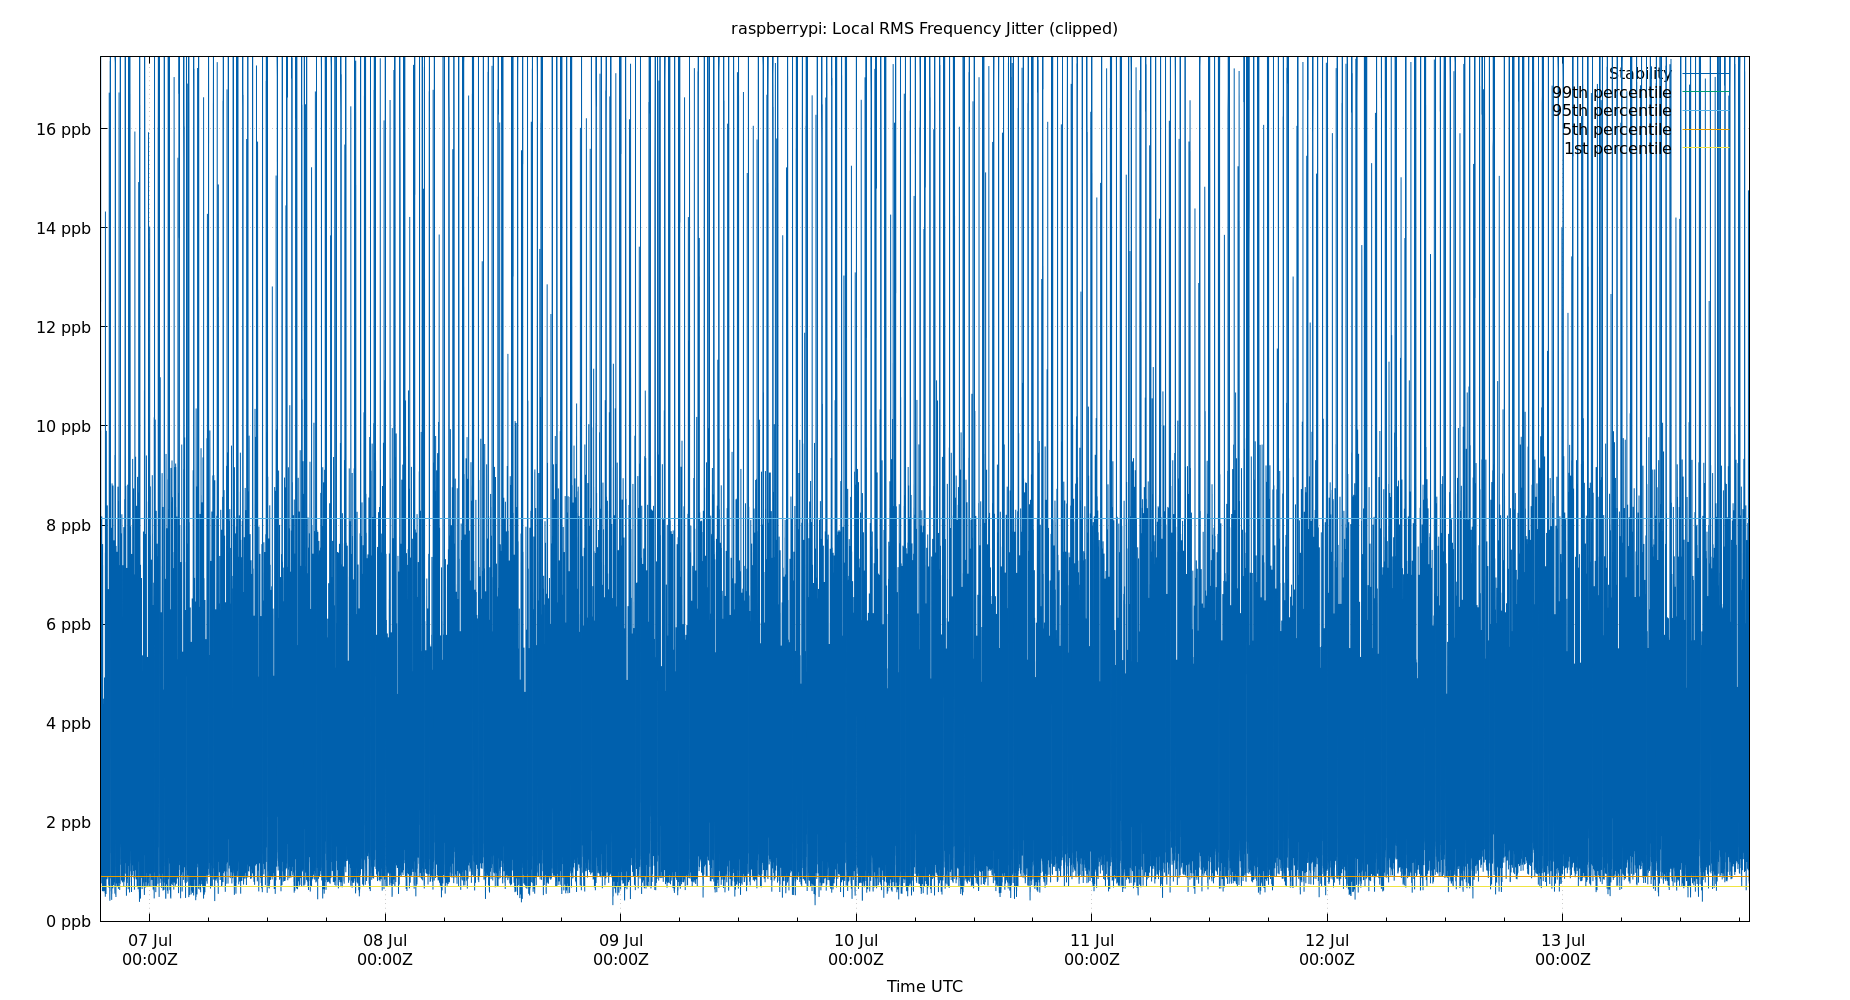 raspberrypi: Local RMS Frequency Jitter (clipped)
Stability
99th percentile
95th percentile
5th percentile
1st percentile
16 ppb
14 ppb
12 ppb
10 ppb
8 ppb
6 ppb
4 ppb
2 ppb
0 ppb
07 Jul 08 Jul 09 Jul 10 Jul 11 Jul 12 Jul 13 Jul
00:00Z 00:00Z 00:00Z 00:00Z 00:00Z 00:00Z 00:00Z
Time UTC